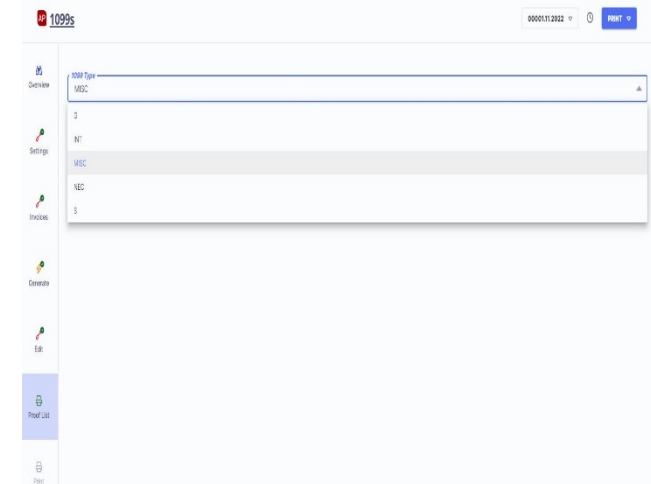 AP 1099s
00001.11.2022
PRINT
Overview
1099 Type
MISC
Settings
INT
MISC
NEC
Invoices
Generate
Edit
Proof List
Print